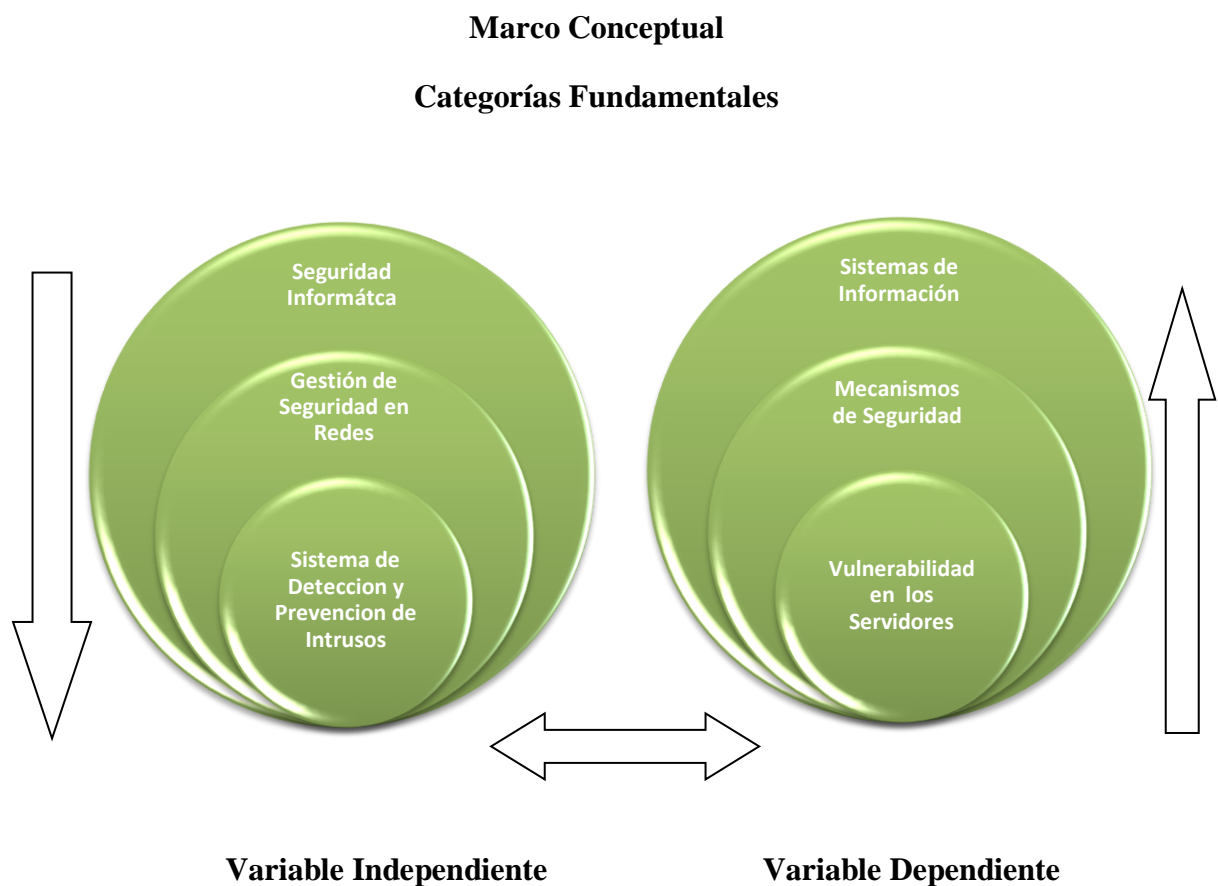 Marco Conceptual
Categorías Fundamentales
Seguridad
Informátca
Gestión de
Seguridad en
Redes
Sistema de
Deteccion y
Prevencion de
Intrusos
Sistemas de
Información
Mecanismos
de Seguridad
Vulnerabilidad
en los
Servidores
Variable Independiente
Variable Dependiente